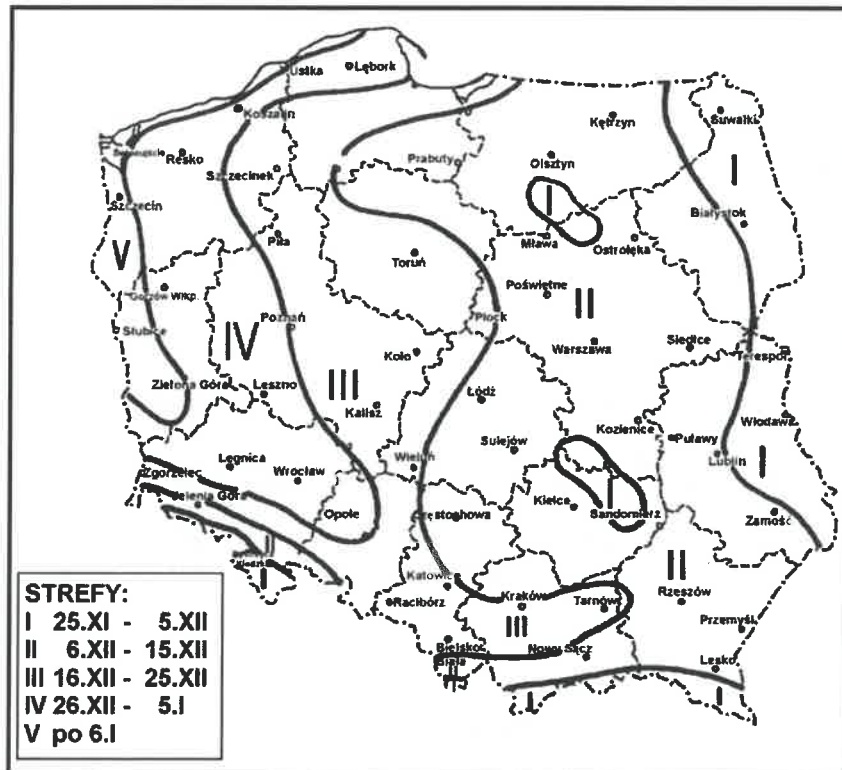 Ustka
Lębork
Koszalin
Resko
Szczecinek
Szczecin
Piła
Prabuty
Kętrzyn
Suwałki
Olsztyn
I
I
Białystok
Mława
Ostrołęka
V
Toruń
Gorzów Wlkp.
Poświętne
II
Słubice
Poznań
Płock
IV
Warszawa
Siedlce
Koło
Terespol
Zielona Góra
Leszno
III
Łódź
Kalisz
Kozienice
Włodawa
Sulejów
Puławy
Legnica
Wieluń
Lublin
I
Zgorzelec
Wrocław
Jelenia Góra
Kielce
I
Sandomierz
Opole
Częstochowa
Zamość
I
Katowice
II
Kraków
Tarnów
Rzeszów
Racibórz
III
Przemyśl
Bielsko
Biała
Nowy Sącz
II
Lesko
I
I
STREFY:
I 25.XI - 5.XII
II 6.XII - 15.XII
III 16.XII - 25.XII
IV 26.XII - 5.I
V po 6.I